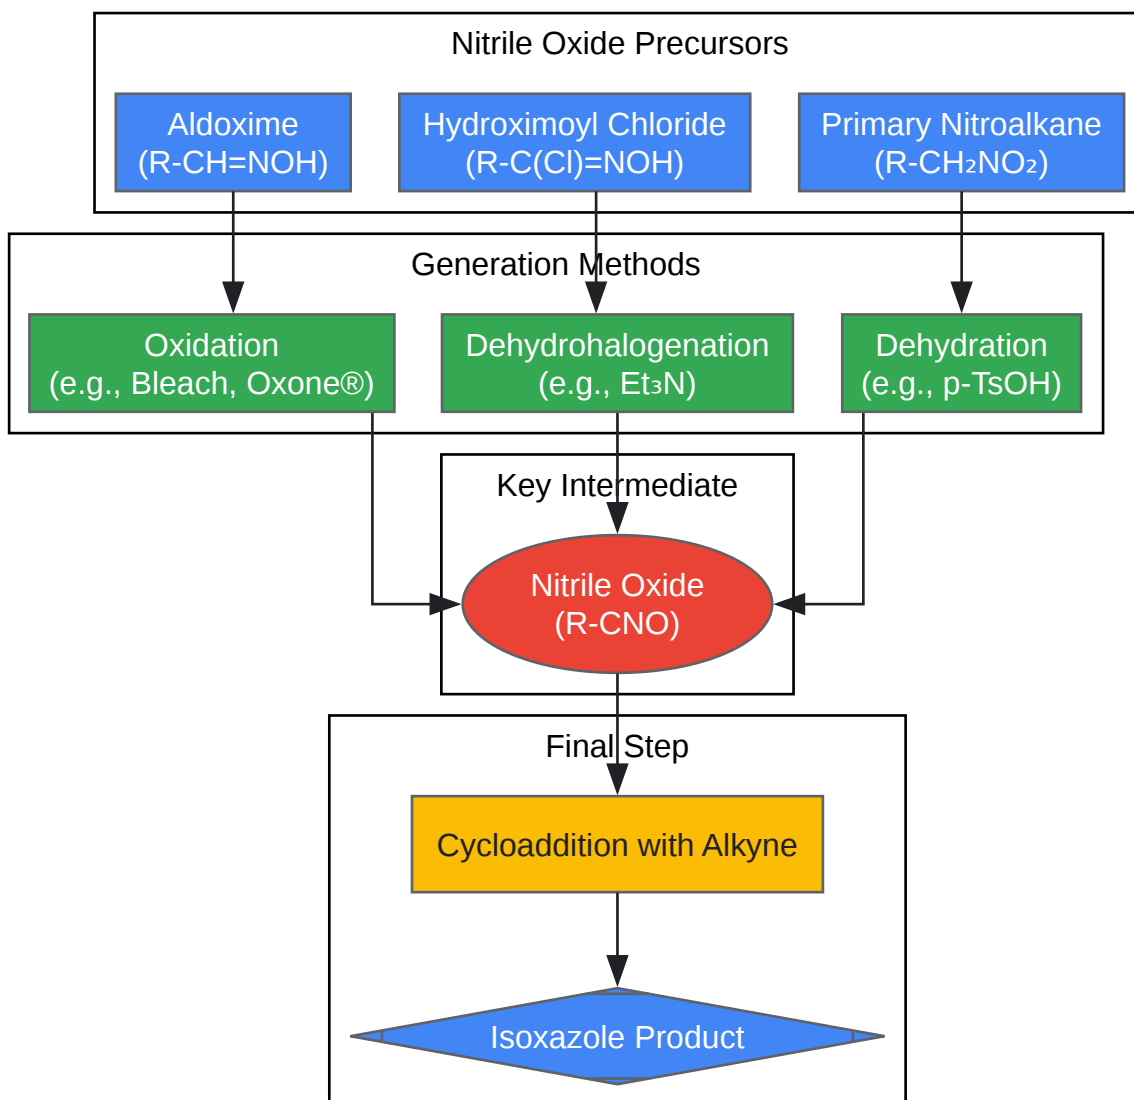 Nitrile Oxide Precursors
Aldoxime
(R-CH=NOH)
Hydroximoyl Chloride
(R-C(Cl)=NOH)
Primary Nitroalkane
(R-CH₂NO₂)
Generation Methods
Oxidation
(e.g., Bleach, Oxone®)
Dehydrohalogenation
(e.g., Et₃N)
Dehydration
(e.g., p-TsOH)
Key Intermediate
Nitrile Oxide
(R-CNO)
Final Step
Cycloaddition with Alkyne
Isoxazole Product